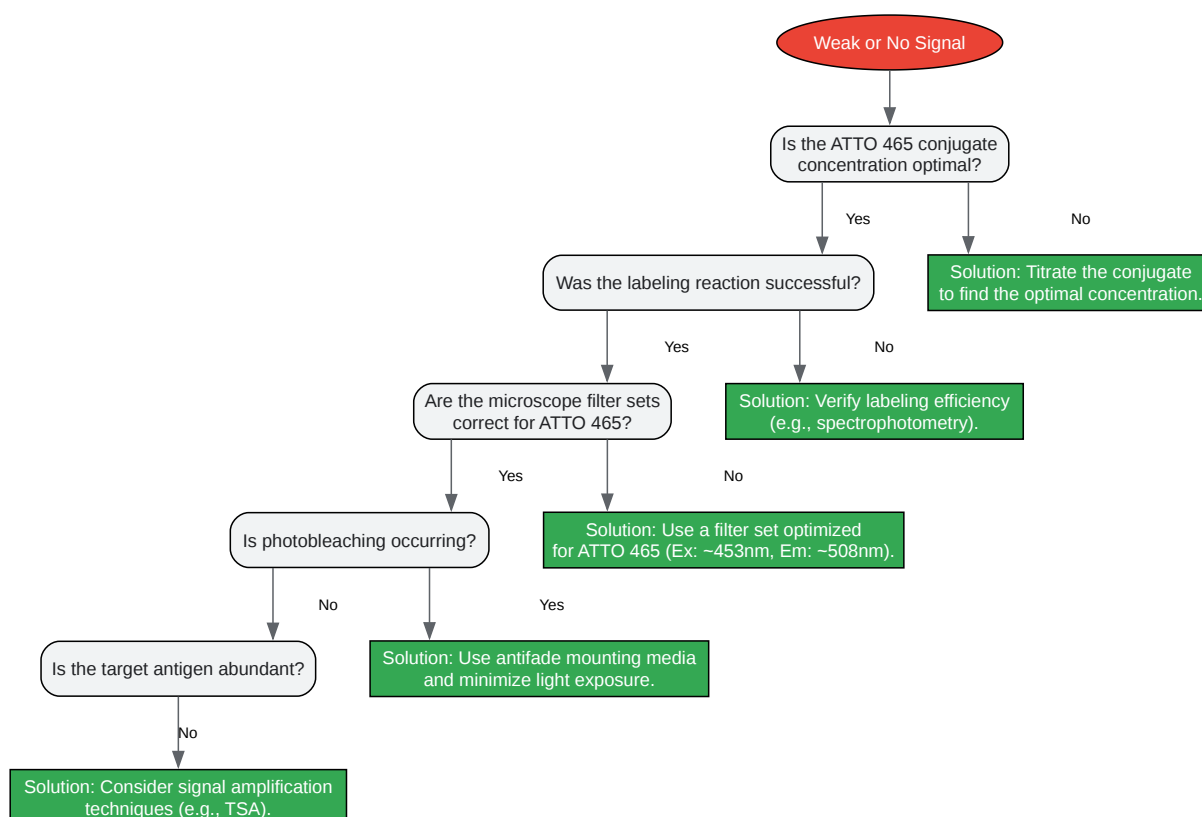 Weak or No Signal
Is the ATTO 465 conjugate
concentration optimal?
Yes
No
Solution: Titrate the conjugate
to find the optimal concentration.
Was the labeling reaction successful?
Yes
No
Solution: Verify labeling efficiency
(e.g., spectrophotometry).
Are the microscope filter sets
correct for ATTO 465?
Yes
No
Solution: Use a filter set optimized
for ATTO 465 (Ex: ~453nm, Em: ~508nm).
Is photobleaching occurring?
No
Yes
Solution: Use antifade mounting media
and minimize light exposure.
Is the target antigen abundant?
No
Solution: Consider signal amplification
techniques (e.g., TSA).